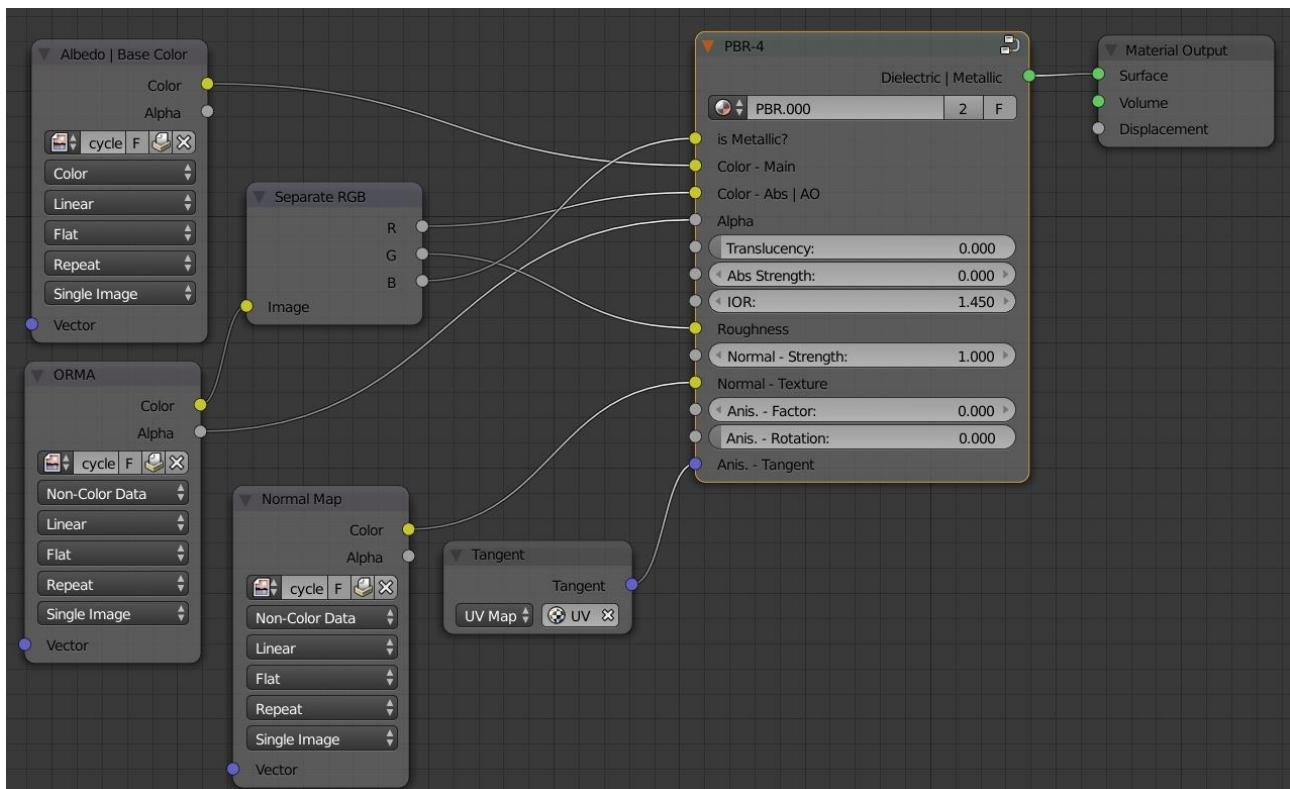 Albedo | Base Color
Color
Alpha
cycle F
Color
Linear
Flat
Repeat
Single Image
Vector
ORMA
Color
Alpha
cycle F
Non-Color Data
Linear
Flat
Repeat
Single Image
Vector
Separate RGB
R
G
B
Image
Normal Map
Color
Alpha
cycle F
Non-Color Data
Linear
Flat
Repeat
Single Image
Vector
Tangent
Tangent
UV Map UV
PBR-4
Dielectric | Metallic
PBR.000 2 F
is Metallic?
Color - Main
Color - Abs | AO
Alpha
Translucency: 0.000
Abs Strength: 0.000
IOR: 1.450
Roughness
Normal - Strength: 1.000
Normal - Texture
Anis. - Factor: 0.000
Anis. - Rotation: 0.000
Anis. - Tangent
Material Output
Surface
Volume
Displacement